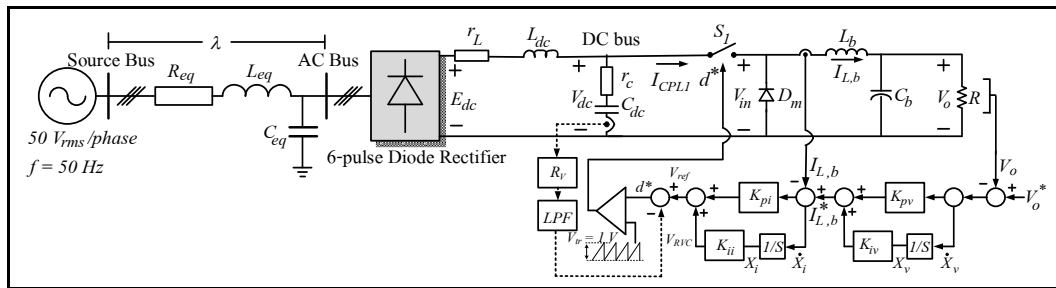 λ
Source Bus
R_eq
L_eq
AC Bus
C_eq
50 V_rms/phase
f = 50 Hz
6-pulse Diode Rectifier
r_L
L_dc
E_dc
+
−
DC bus
+
V_dc
−
r_c
C_dc
I_CPL1
S_1
d*
+
V_in
−
D_m
L_b
I_L,b
C_b
+
V_o
−
R
R_V
LPF
V_tr = 1 V
d*
V_ref
+
−
V_RVC
+
+
K_pi
K_ii
X_i
1/S
Ẋ_i
I_L,b
−
+
I*_L,b
+
+
K_pv
K_iv
X_v
1/S
Ẋ_v
V_o
−
+
V_o*